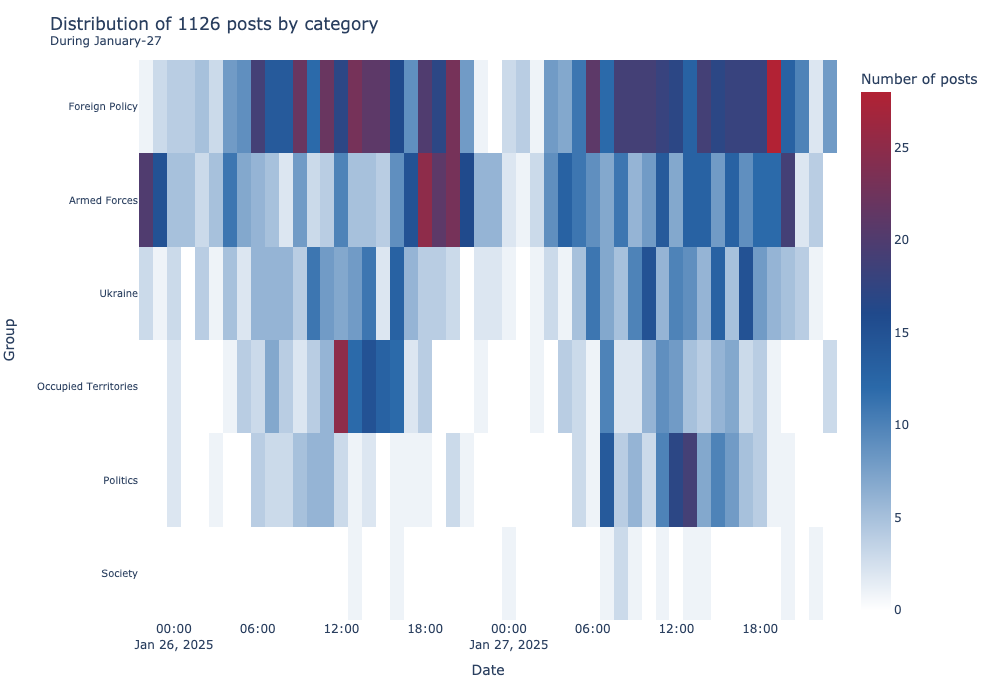 Distribution of 1126 posts by category
During January-27
Number of posts
Foreign Policy
Armed Forces
Ukraine
Occupied Territories
Politics
Society
Group
25
20
15
10
5
0
00:00
Jan 26, 2025
06:00
12:00
18:00
00:00
Jan 27, 2025
06:00
12:00
18:00
Date